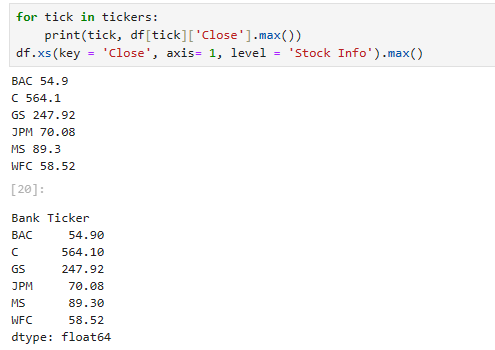 for tick in tickers:
    print(tick, df[tick]['Close'].max())
df.xs(key = 'Close', axis= 1, level = 'Stock Info').max()
BAC 54.9
C 564.1
GS 247.92
JPM 70.08
MS 89.3
WFC 58.52
[20]:
Bank Ticker
BAC     54.90
C      564.10
GS     247.92
JPM     70.08
MS      89.30
WFC     58.52
dtype: float64